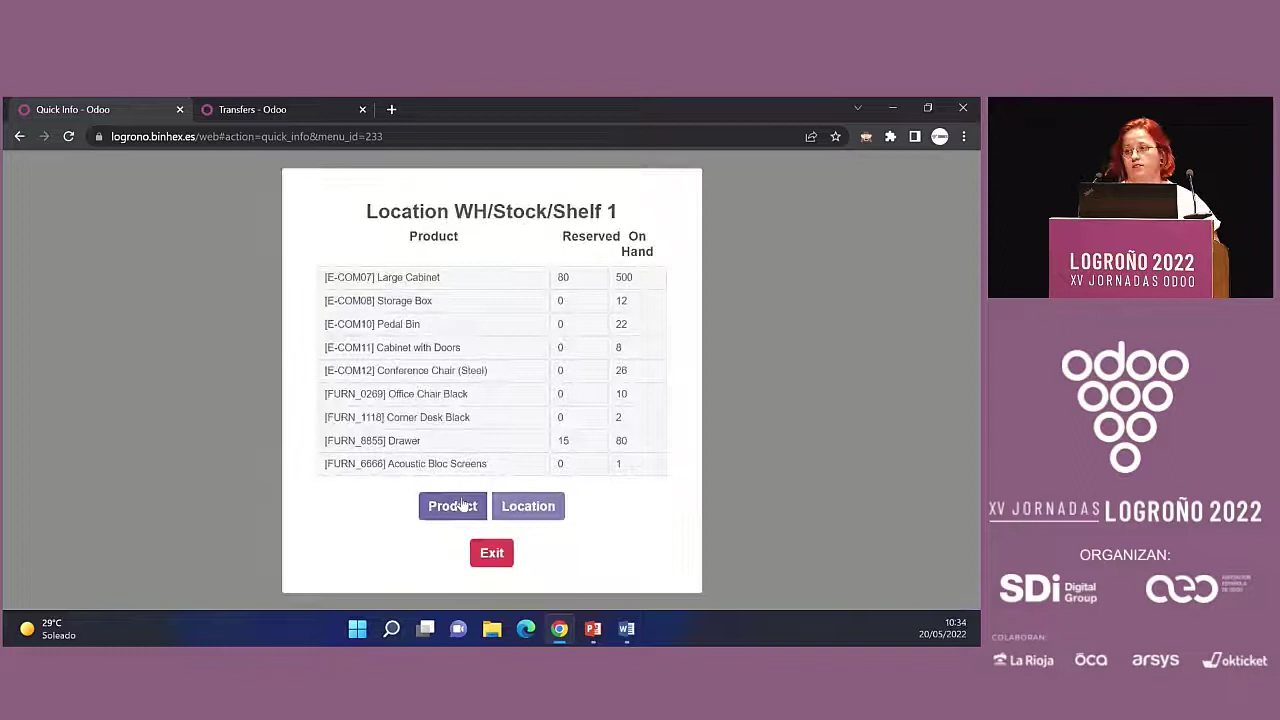 Quick Info - Odoo
Transfers - Odoo
logrono.binhex.es/web#action=quick_info&menu_id=233
Location WH/Stock/Shelf 1
Product Reserved On Hand
[E-COM07] Large Cabinet 80 500
[E-COM08] Storage Box 0 12
[E-COM10] Pedal Bin 0 22
[E-COM11] Cabinet with Doors 0 8
[E-COM12] Conference Chair (Steel) 0 26
[FURN_0269] Office Chair Black 0 10
[FURN_1118] Corner Desk Black 0 2
[FURN_8855] Drawer 15 80
[FURN_6666] Acoustic Bloc Screens 0 1
Product Location
Exit
29°C
Soleado
10:34
20/05/2022
LOGROÑO 2022
XV JORNADAS ODOO
odoo
XV JORNADAS LOGROÑO 2022
ORGANIZAN:
SDi Digital Group
aeo
COLABORAN:
La Rioja
ÖCA
arsys
okticket